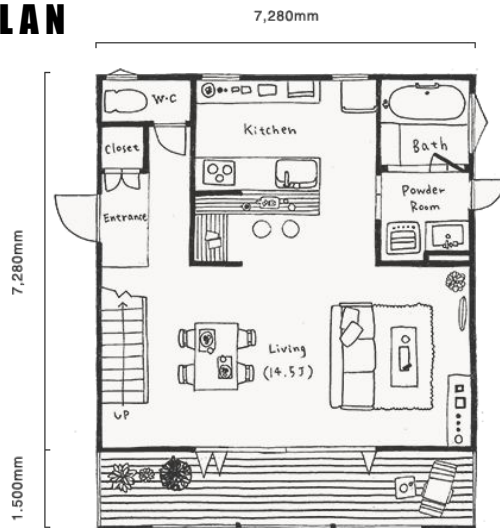 LAN
7,280mm
W·C
Kitchen
Closet
Bath
Powder
Room
Entrance
7,280mm
Living
(14.5J)
UP
1.500mm